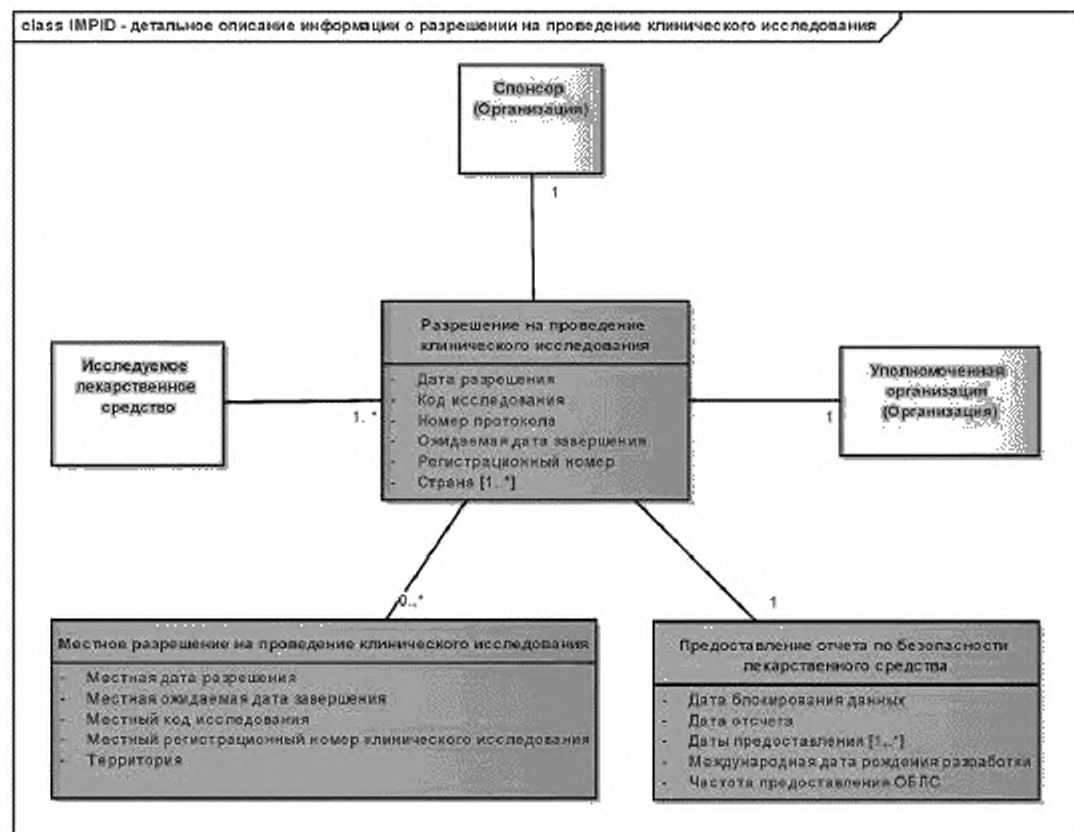 class IMPID - детальное описание информации о разрешении на проведение клинического исследования
Спонсор
(Организация)
1
Разрешение на проведение
клинического исследования
- Дата разрешения
- Код исследования
- Номер протокола
- Ожидаемая дата завершения
- Регистрационный номер
- Страна [1..*]
Исследуемое
лекарственное
средство
1..*
Уполномоченная
организация
(Организация)
1
0..*
1
Местное разрешение на проведение клинического исследования
- Местная дата разрешения
- Местная ожидаемая дата завершения
- Местный код исследования
- Местный регистрационный номер клинического исследования
- Территория
Предоставление отчета по безопасности
лекарственного средства
- Дата блокирования данных
- Дата отсчета
- Даты предоставления [1..*]
- Международная дата рождения разработки
- Частота предоставления ОБЛС